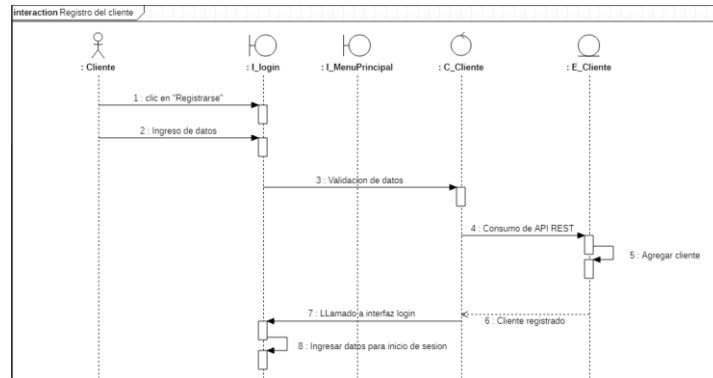 interaction Registro del cliente
: Cliente
: I_login
: I_MenuPrincipal
: C_Cliente
: E_Cliente
1 : clic en "Registrarse"
2 : Ingreso de datos
3 : Validacion de datos
4 : Consumo de API REST
5 : Agregar cliente
6 : Cliente registrado
7 : LLamado a interfaz login
8 : Ingresar datos para inicio de sesion